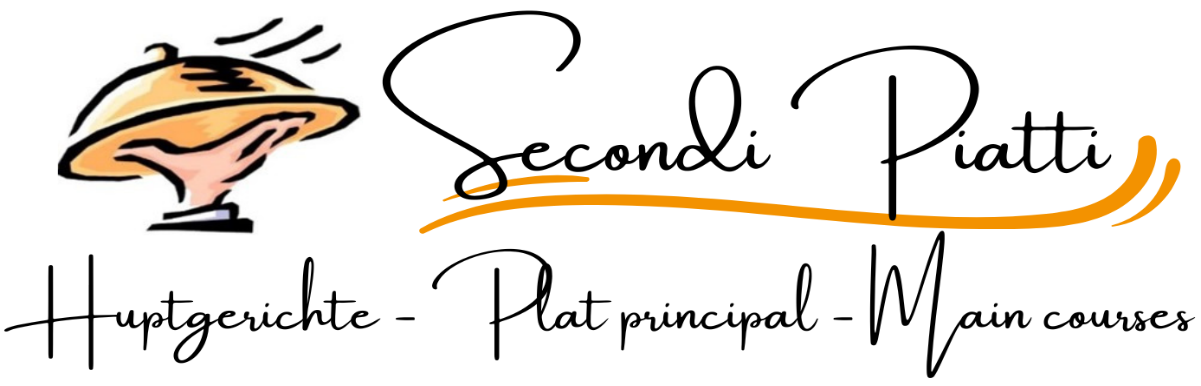 Secondi Piatti
Huptgerichte - Plat principal - Main courses